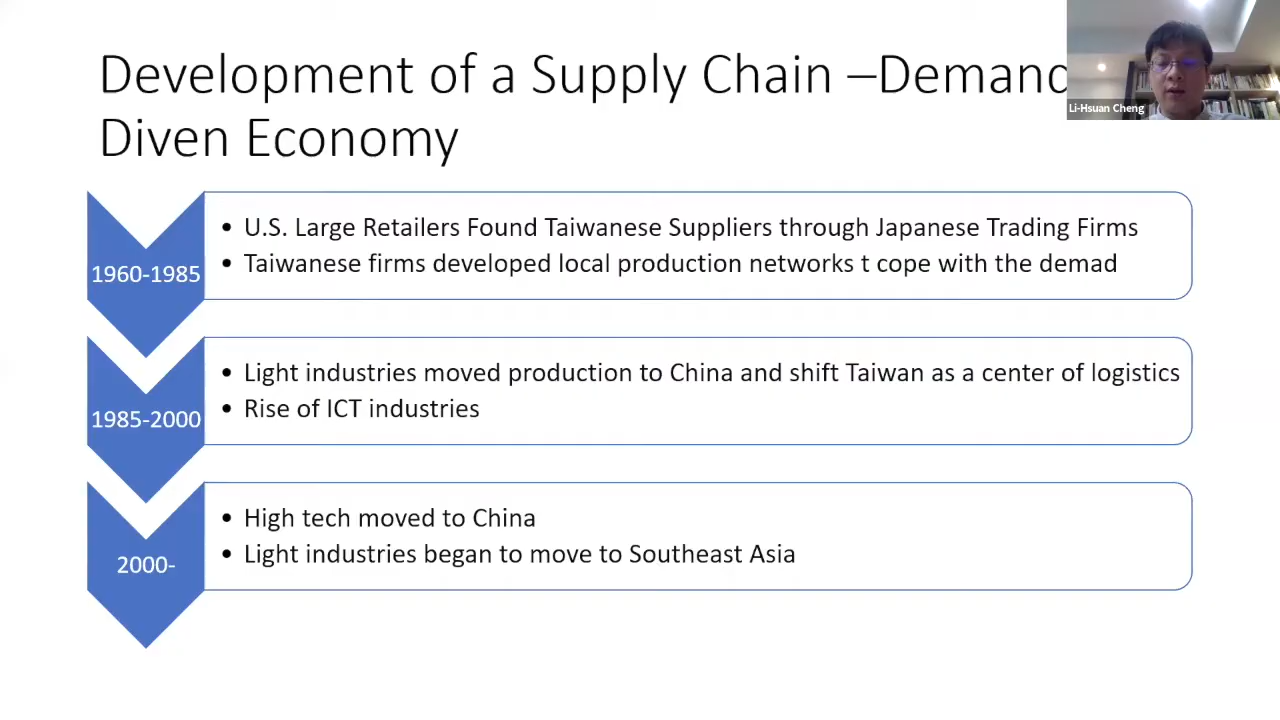 Development of a Supply Chain –Demand
Diven Economy
Li-Hsuan Cheng
1960-1985
• U.S. Large Retailers Found Taiwanese Suppliers through Japanese Trading Firms
• Taiwanese firms developed local production networks t cope with the demad
1985-2000
• Light industries moved production to China and shift Taiwan as a center of logistics
• Rise of ICT industries
2000-
• High tech moved to China
• Light industries began to move to Southeast Asia